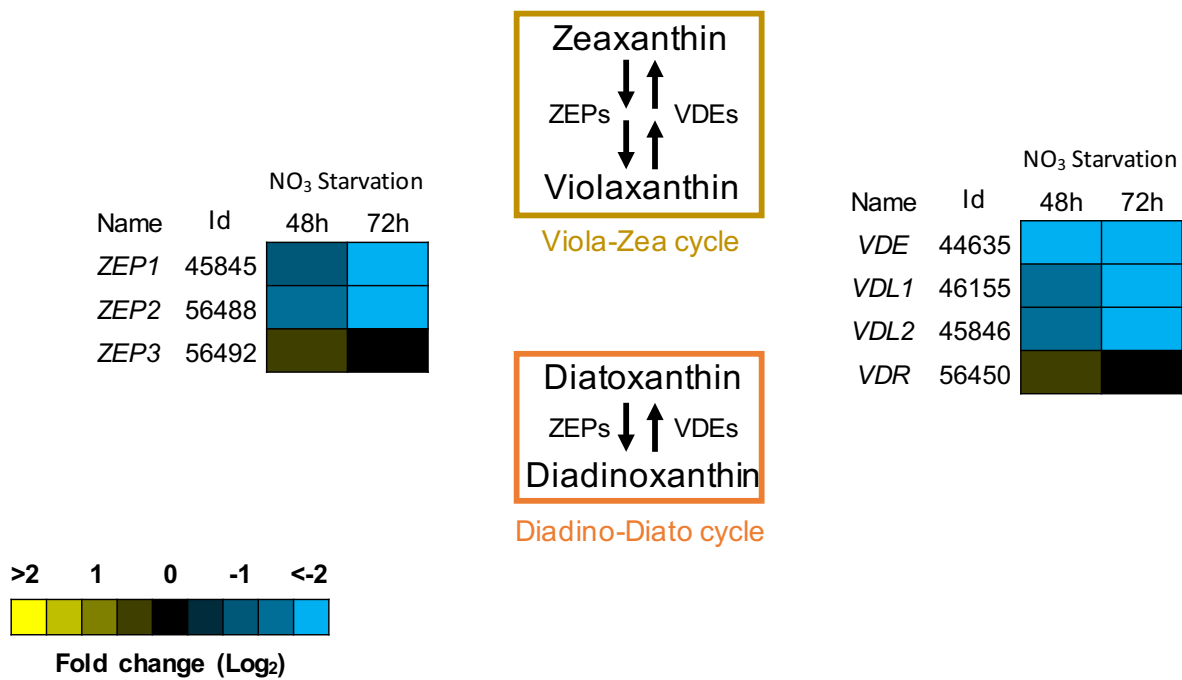 Zeaxanthin
ZEPs VDEs
Violaxanthin
Viola-Zea cycle
NO₃ Starvation
Name Id 48h 72h
ZEP1 45845
ZEP2 56488
ZEP3 56492
NO₃ Starvation
Name Id 48h 72h
VDE 44635
VDL1 46155
VDL2 45846
VDR 56450
Diatoxanthin
ZEPs VDEs
Diadinoxanthin
Diadino-Diato cycle
>2 1 0 -1 <-2
Fold change (Log₂)